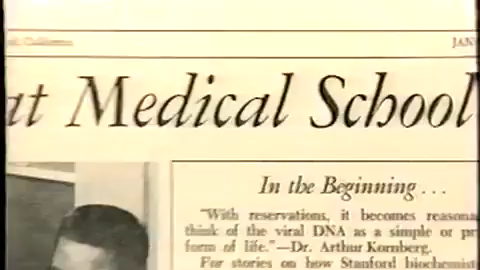 California
JAN
at Medical School
In the Beginning . . .
"With reservations, it becomes reasona
think of the viral DNA as a simple or pr
form of life."—Dr. Arthur Kornberg.
For stories on how Stanford biochemist